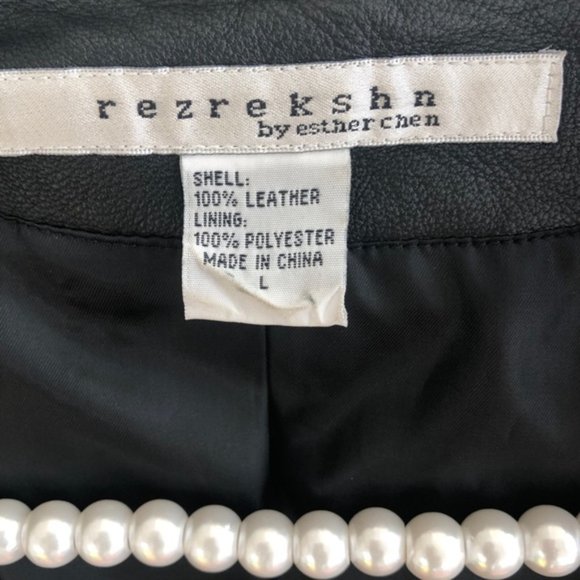 rezrekshn
by esther chen
SHELL:
100% LEATHER
LINING:
100% POLYESTER
MADE IN CHINA
L